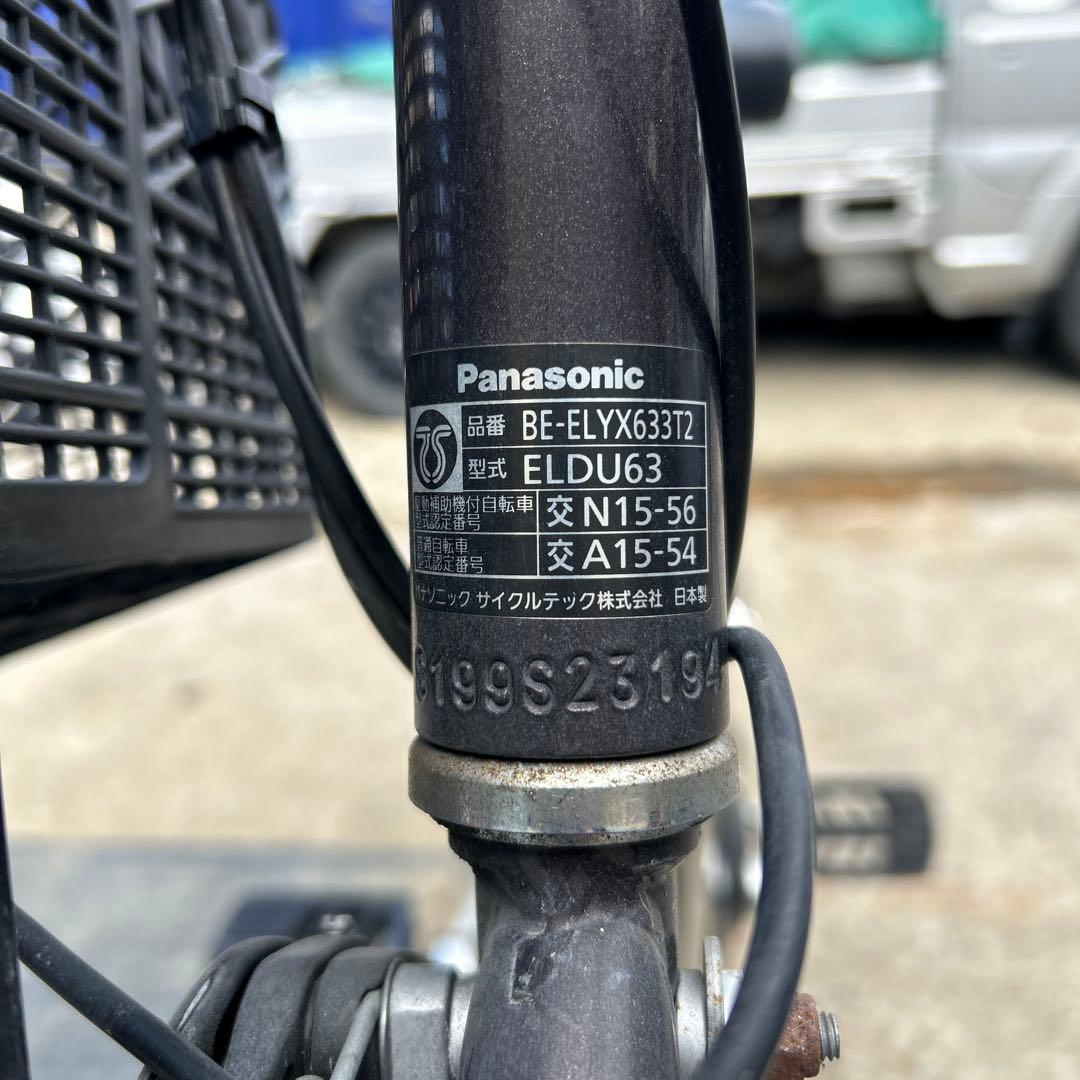 Panasonic
品番 BE-ELYX633T2
型式 ELDU63
駆動補助機付自転車
型式認定番号
交 N15-56
普通自転車
型式認定番号
交 A15-54
パナソニック サイクルテック株式会社 日本製
199S23194